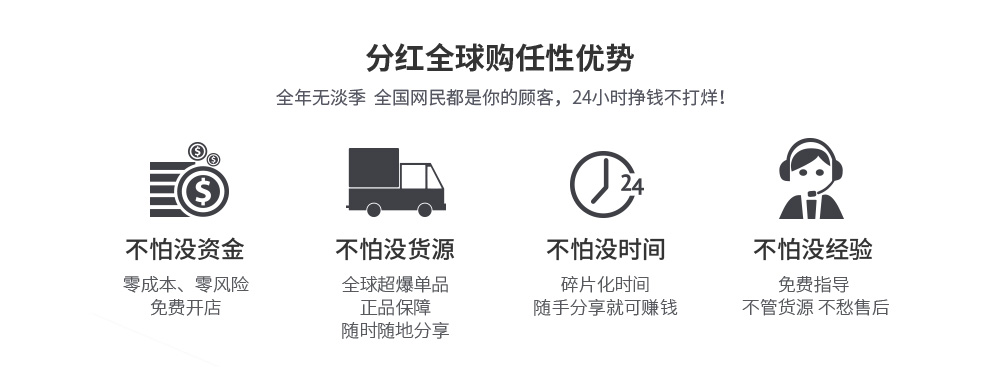 分红全球购任性优势
全年无淡季 全国网民都是你的顾客，24小时挣钱不打烊！
$
$
$
24
不怕没资金
不怕没货源
不怕没时间
不怕没经验
零成本、零风险
免费开店
全球超爆单品
正品保障
随时随地分享
碎片化时间
随手分享就可赚钱
免费指导
不管货源 不愁售后